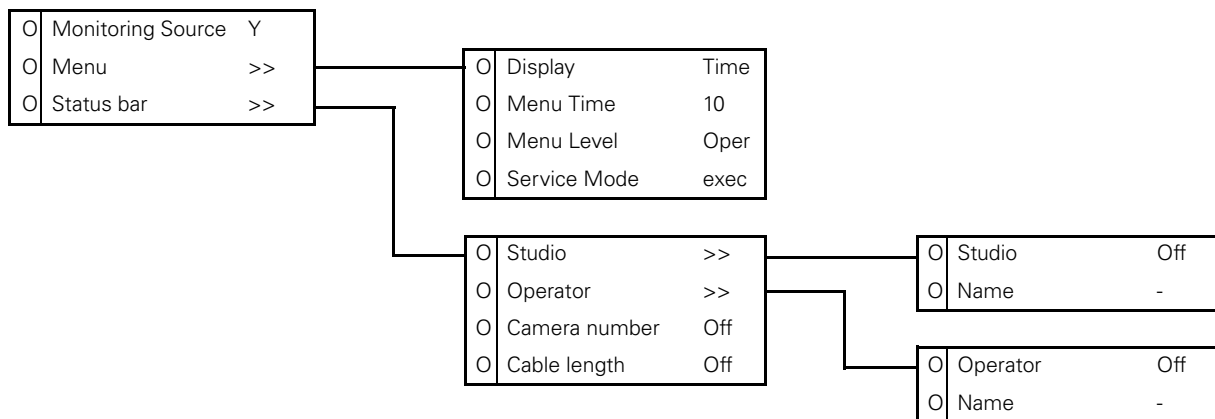 O Monitoring Source Y
O Menu >>
O Status bar >>
O Display Time
O Menu Time 10
O Menu Level Oper
O Service Mode exec
O Studio >>
O Operator >>
O Camera number Off
O Cable length Off
O Studio Off
O Name -
O Operator Off
O Name -